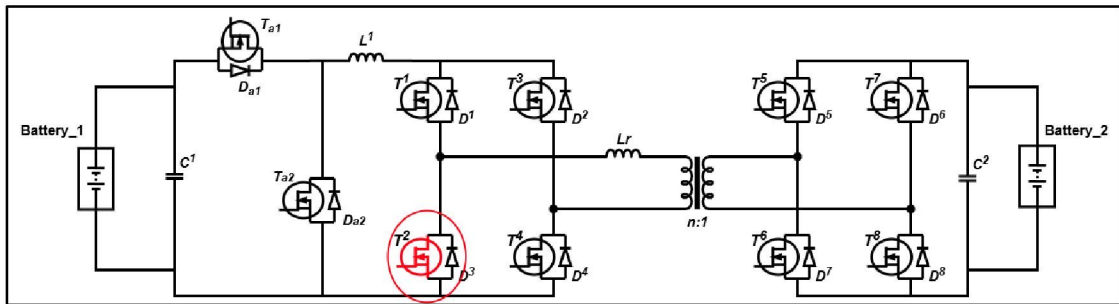 Ta1
Da1
L1
T1
D1
T3
D2
T5
D5
T7
D6
Battery_1
C1
Ta2
Da2
Lr
n:1
C2
Battery_2
T2
D3
T4
D4
T6
D7
T8
D8